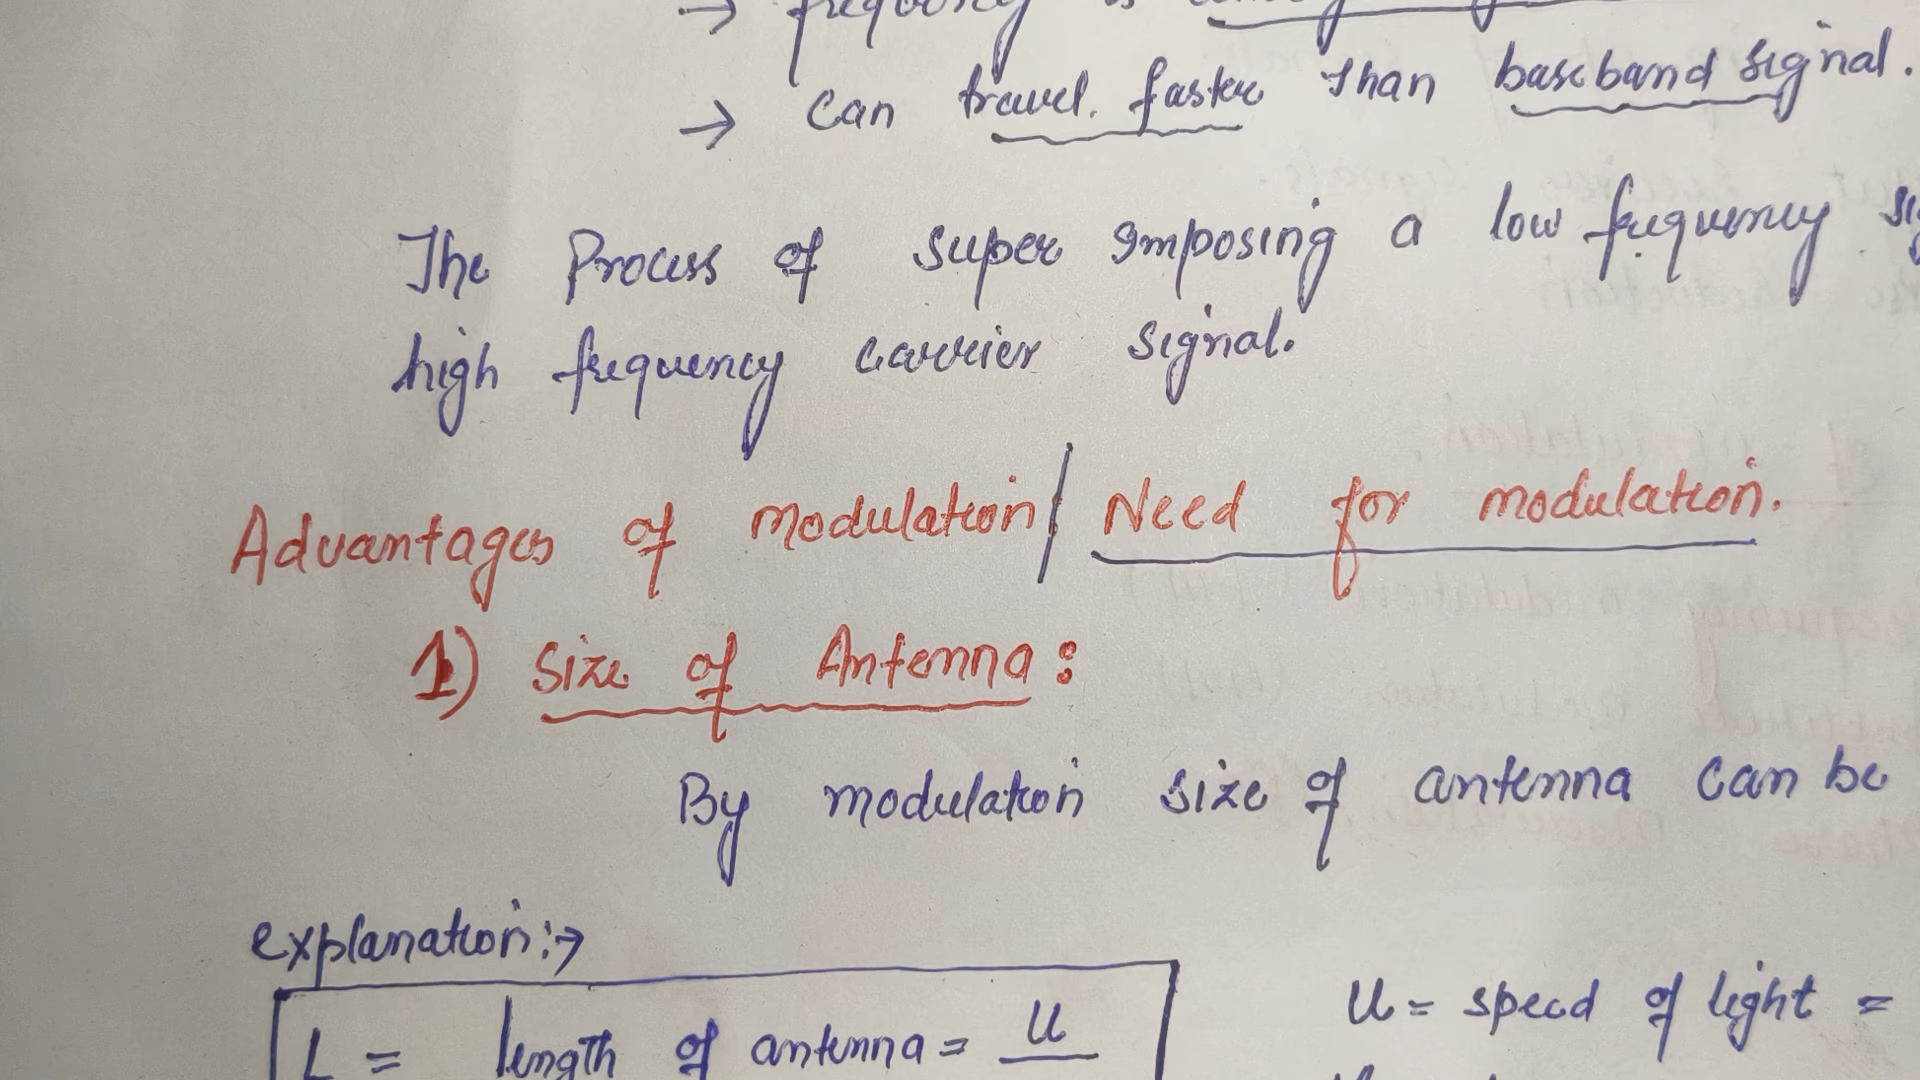 → frequency is
→ Can travel faster Than baseband signal.
The Process of super imposing a low frequency
high frequency carrier signal.
Advantages of modulation / Need for modulation.
1) Size of Antenna:
By modulation size of antenna can be
explanation:→
L = length of antenna = U
U = speed of light =